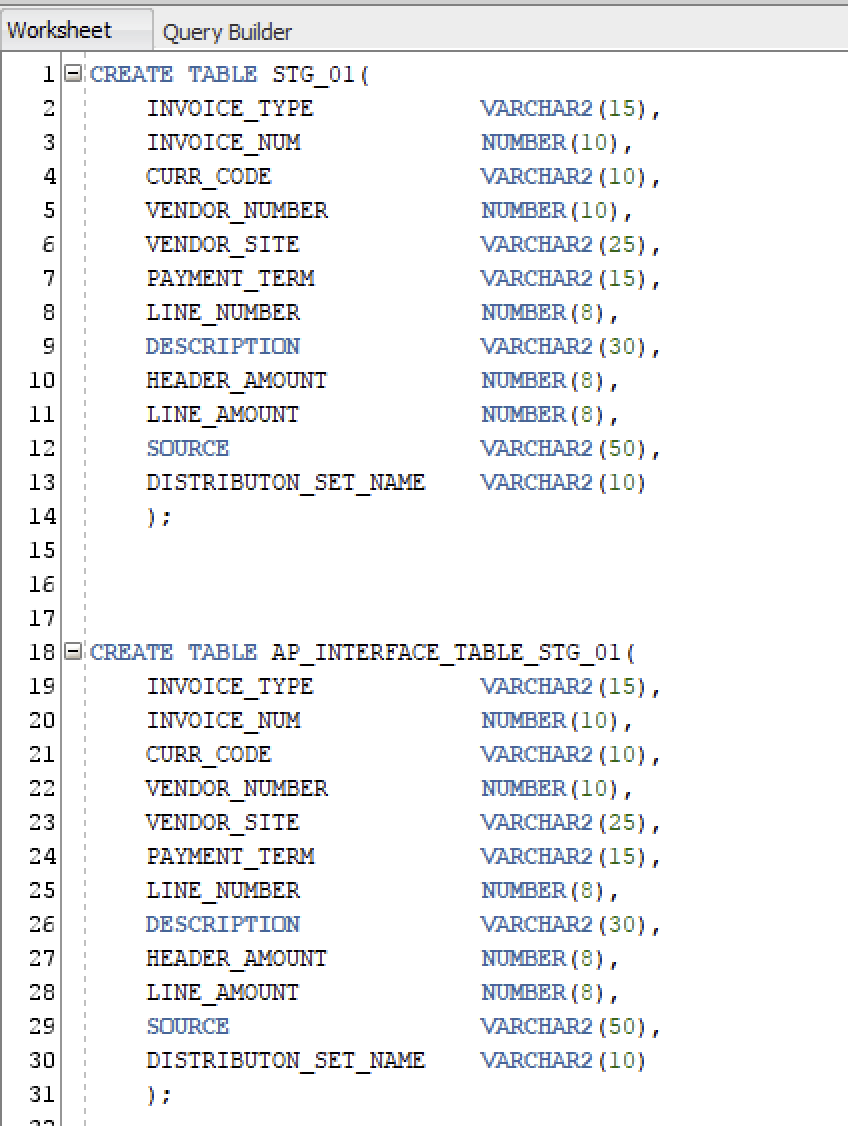 Worksheet Query Builder
1 CREATE TABLE STG_01(
2 INVOICE_TYPE VARCHAR2(15),
3 INVOICE_NUM NUMBER(10),
4 CURR_CODE VARCHAR2(10),
5 VENDOR_NUMBER NUMBER(10),
6 VENDOR_SITE VARCHAR2(25),
7 PAYMENT_TERM VARCHAR2(15),
8 LINE_NUMBER NUMBER(8),
9 DESCRIPTION VARCHAR2(30),
10 HEADER_AMOUNT NUMBER(8),
11 LINE_AMOUNT NUMBER(8),
12 SOURCE VARCHAR2(50),
13 DISTRIBUTON_SET_NAME VARCHAR2(10)
14 );
15
16
17
18 CREATE TABLE AP_INTERFACE_TABLE_STG_01(
19 INVOICE_TYPE VARCHAR2(15),
20 INVOICE_NUM NUMBER(10),
21 CURR_CODE VARCHAR2(10),
22 VENDOR_NUMBER NUMBER(10),
23 VENDOR_SITE VARCHAR2(25),
24 PAYMENT_TERM VARCHAR2(15),
25 LINE_NUMBER NUMBER(8),
26 DESCRIPTION VARCHAR2(30),
27 HEADER_AMOUNT NUMBER(8),
28 LINE_AMOUNT NUMBER(8),
29 SOURCE VARCHAR2(50),
30 DISTRIBUTON_SET_NAME VARCHAR2(10)
31 );